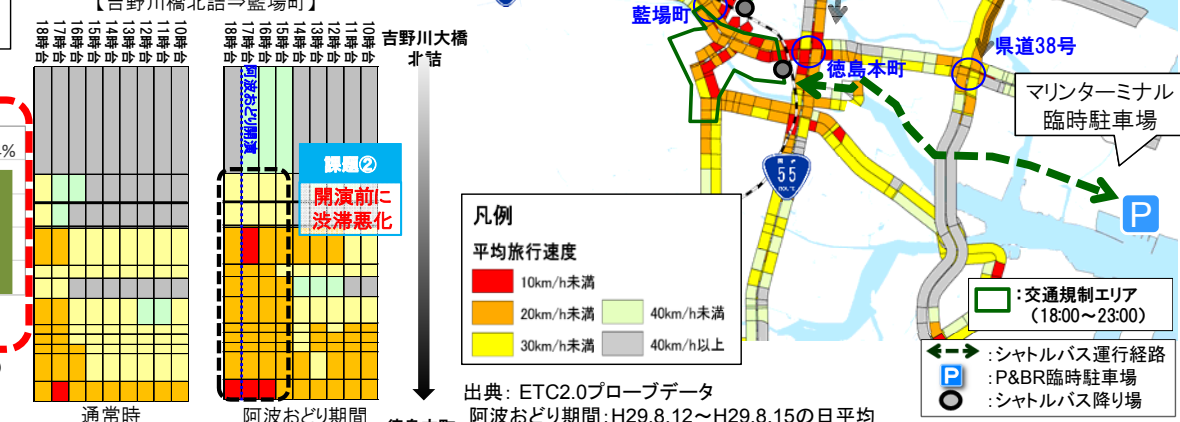 【吉野川橋北詰⇒藍場町】
18時台
17時台
16時台
15時台
14時台
13時台
12時台
11時台
10時台
18時台
17時台
16時台
15時台
14時台
13時台
12時台
11時台
10時台
吉野川大橋
北詰
阿波おどり開演
課題②
開演前に
渋滞悪化
通常時
阿波おどり期間
徳島本町
藍場町
徳島本町
県道38号
マリンターミナル
臨時駐車場
55
P
凡例
平均旅行速度
10km/h未満
20km/h未満
40km/h未満
30km/h未満
40km/h以上
:交通規制エリア
(18:00~23:00)
:シャトルバス運行経路
P
:P&BR臨時駐車場
:シャトルバス降り場
出典: ETC2.0プローブデータ
阿波おどり期間:H29.8.12~H29.8.15の日平均